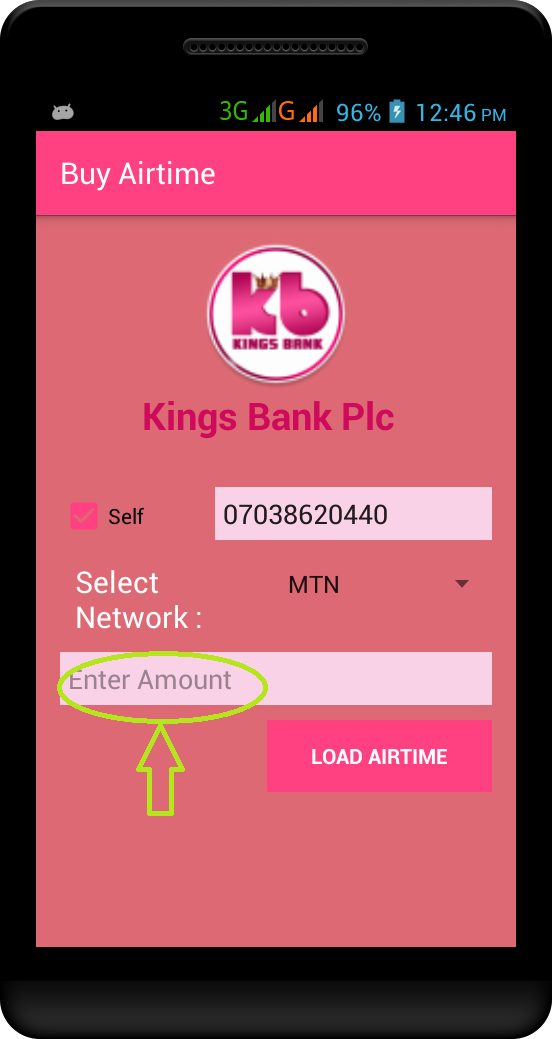 3G G 96% 12:46 PM
Buy Airtime
kb
KINGS BANK
Kings Bank Plc
Self 07038620440
Select
Network :
MTN
Enter Amount
LOAD AIRTIME